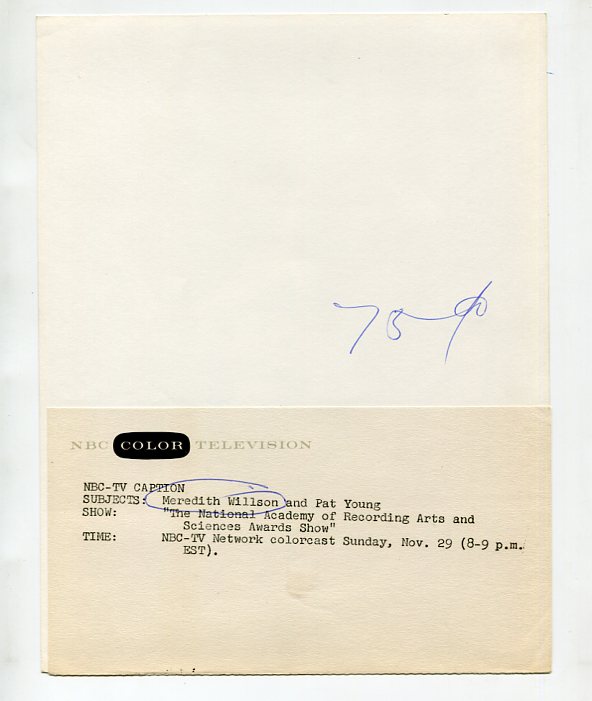 NBC COLOR TELEVISION
NBC-TV CAPTION
SUBJECTS: Meredith Willson and Pat Young
SHOW: "The National Academy of Recording Arts and
Sciences Awards Show"
TIME: NBC-TV Network colorcast Sunday, Nov. 29 (8-9 p.m.
EST).